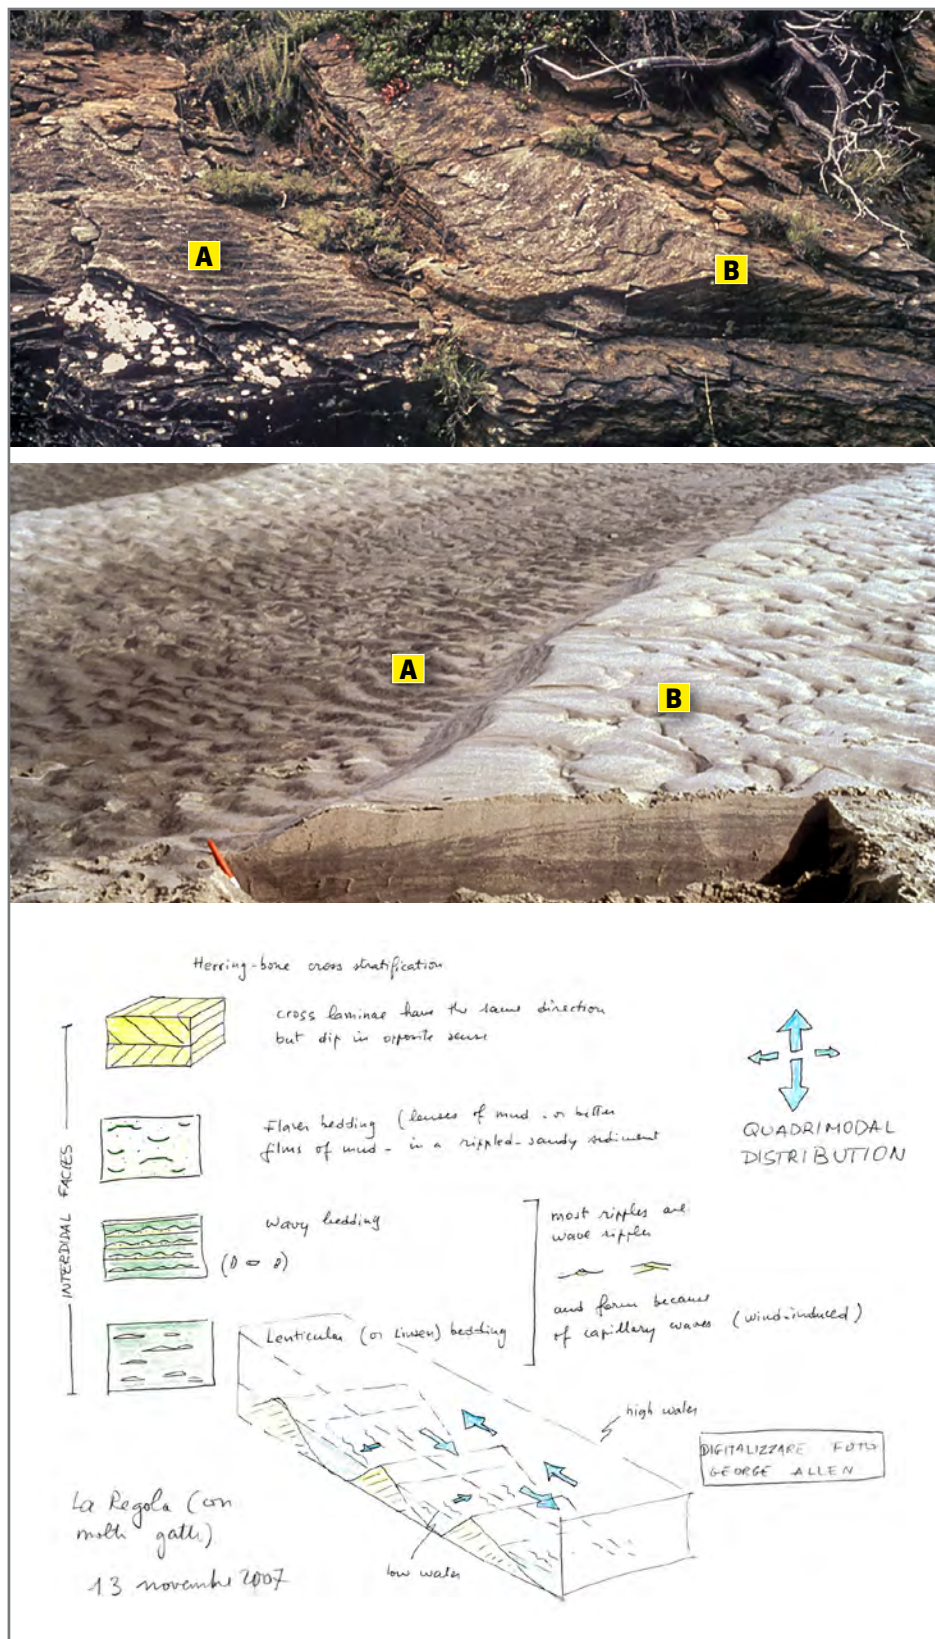 A
B
A
B
Herring-bone cross stratification
cross laminae have the same direction
but dip in opposite sense
Flaser bedding (lenses of mud - or better
films of mud - in a rippled-sandy sediment
QUADRIMODAL
DISTRIBUTION
wavy bedding
most ripples are
wave ripples
and form because
of capillary waves (wind-induced)
Lenticular (or Linsen) bedding
INTERDIDAL FACIES
high water
low water
DIGITALIZZARE FOTO
GEORGE ALLEN
La Regola (con
molti gatti)
13 novembre 2007